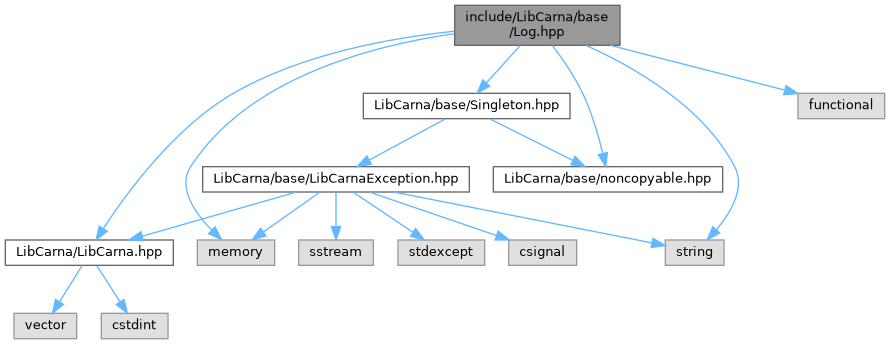 include/LibCarna/base
/Log.hpp
LibCarna/base/Singleton.hpp
functional
LibCarna/base/LibCarnaException.hpp
LibCarna/base/noncopyable.hpp
LibCarna/LibCarna.hpp
memory
sstream
stdexcept
csignal
string
vector
cstdint